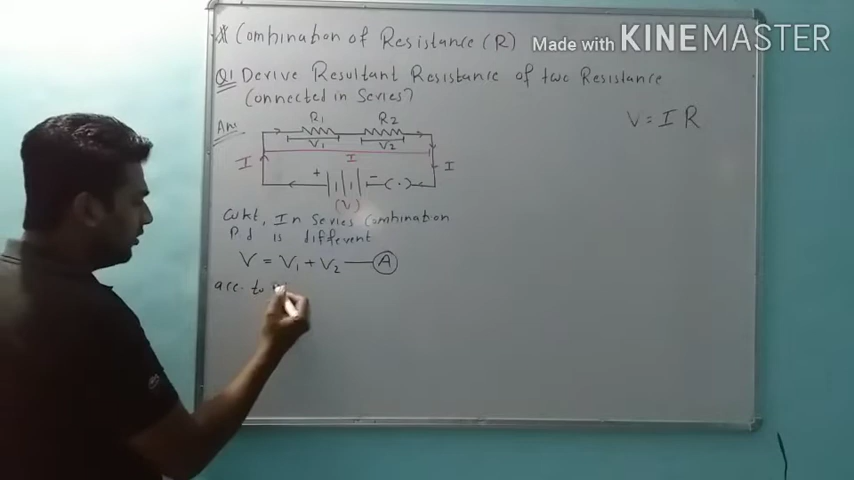 * Combination of Resistance (R)
Made with KINEMASTER
Q1 Derive Resultant Resistance of two Resistance
Connected in Series?
Ans
R1 R2
V = I R
V1 V2
I
I I
+ −
(V)
Wkt, In Series Combination
P.d is different
V = V1 + V2 — A
acc. to